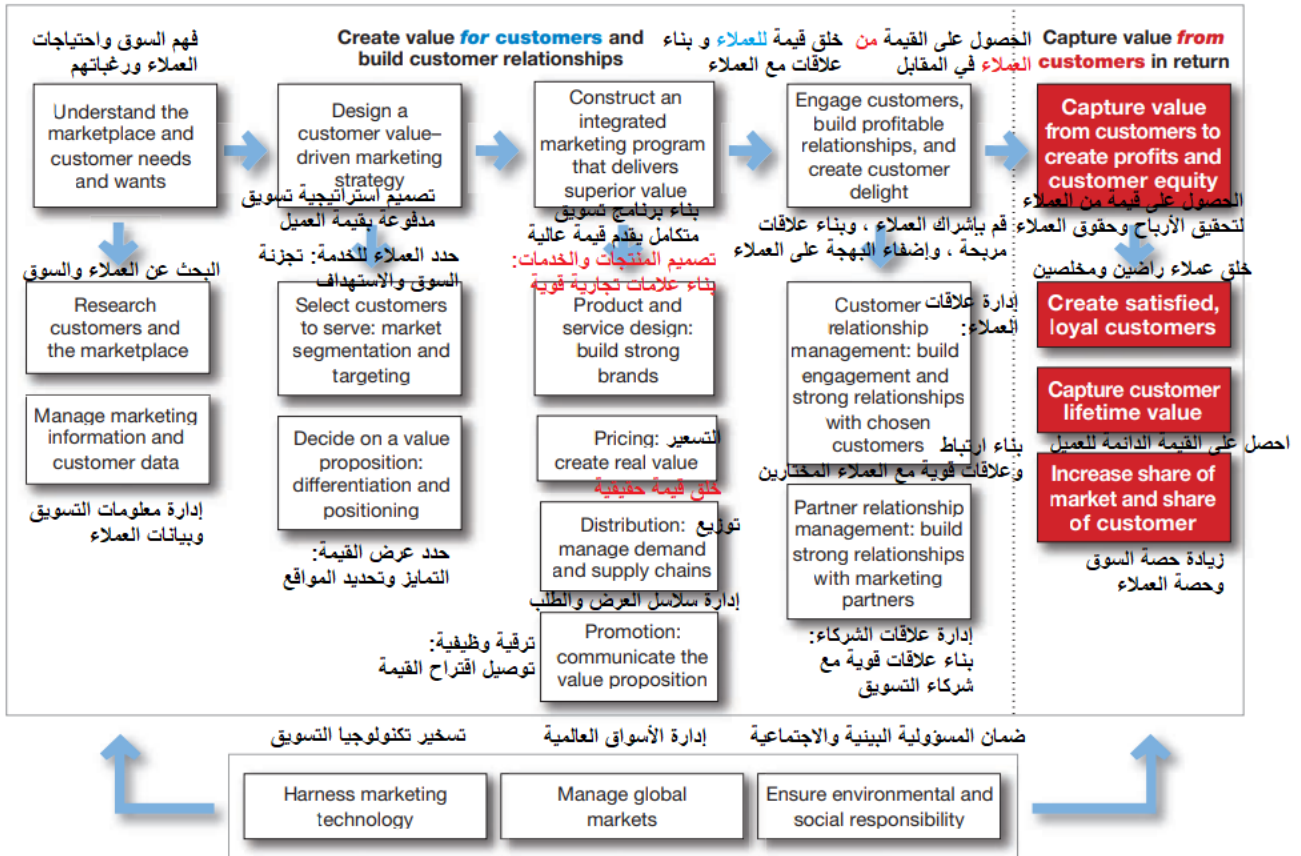 فهم السوق واحتياجات
العملاء ورغباتهم
Create value for customers and
build customer relationships
خلق قيمة للعملاء و بناء
علاقات مع العملاء
الحصول على القيمة من
العملاء في المقابل
Capture value from
customers in return
Understand the
marketplace and
customer needs
and wants
Design a
customer value–
driven marketing
strategy
تصميم استراتيجية تسويق
مدفوعة بقيمة العميل
Construct an
integrated
marketing program
that delivers
superior value
بناء برنامج تسويق
متكامل يقدم قيمة عالية
Engage customers,
build profitable
relationships, and
create customer
delight
قم بإشراك العملاء ، وبناء علاقات
مربحة ، وإضفاء البهجة على العملاء
Capture value
from customers to
create profits and
customer equity
الحصول على قيمة من العملاء
لتحقيق الأرباح وحقوق العملاء
البحث عن العملاء والسوق
Research
customers and
the marketplace
Manage marketing
information and
customer data
إدارة معلومات التسويق
وبيانات العملاء
حدد العملاء للخدمة: تجزئة
السوق والاستهداف
Select customers
to serve: market
segmentation and
targeting
Decide on a value
proposition:
differentiation and
positioning
حدد عرض القيمة:
التمايز وتحديد المواقع
تصميم المنتجات والخدمات:
بناء علامات تجارية قوية
Product and
service design:
build strong
brands
Pricing: التسعير
create real value
خلق قيمة حقيقية
Distribution: توزيع
manage demand
and supply chains
إدارة سلاسل العرض والطلب
Promotion:
communicate the
value proposition
ترقية وظيفية:
توصيل اقتراح القيمة
Customer
relationship
management: build
engagement and
strong relationships
with chosen
customers
إدارة علاقات
العملاء:
بناء ارتباط
وعلاقات قوية مع العملاء المختارين
Partner relationship
management: build
strong relationships
with marketing
partners
إدارة علاقات الشركاء:
بناء علاقات قوية مع
شركاء التسويق
خلق عملاء راضين ومخلصين
Create satisfied,
loyal customers
Capture customer
lifetime value
احصل على القيمة الدائمة للعميل
Increase share of
market and share
of customer
زيادة حصة السوق
وحصة العملاء
تسخير تكنولوجيا التسويق
إدارة الأسواق العالمية
ضمان المسؤولية البيئية والاجتماعية
Harness marketing
technology
Manage global
markets
Ensure environmental and
social responsibility